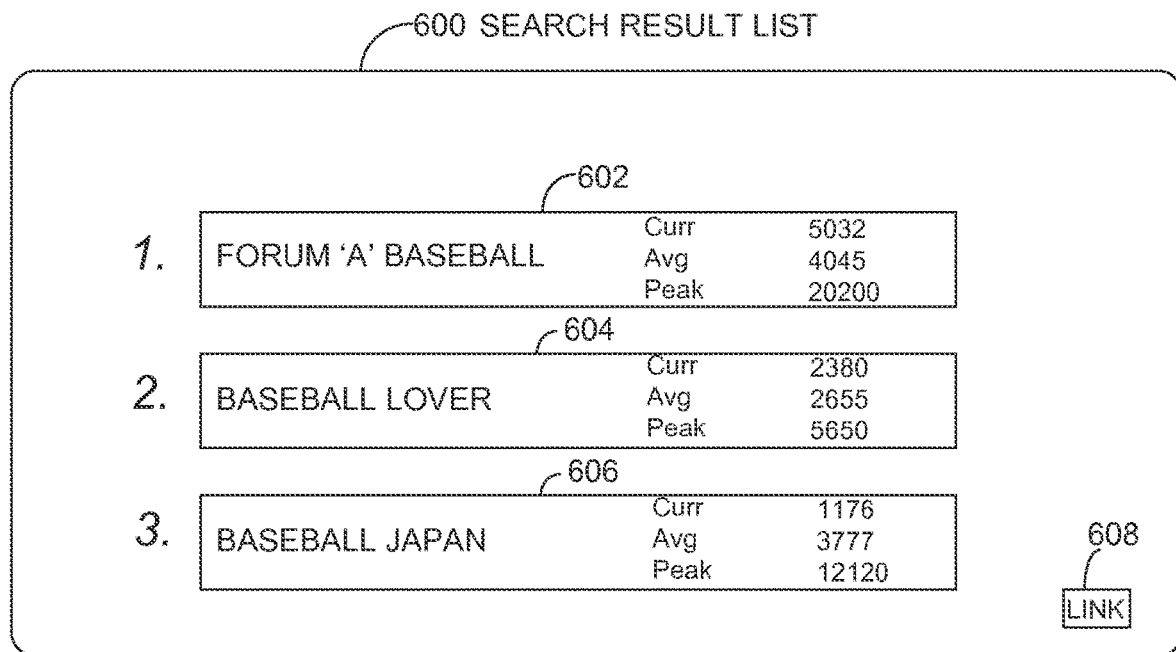 600 SEARCH RESULT LIST
602
1. FORUM 'A' BASEBALL Curr 5032
Avg 4045
Peak 20200
604
2. BASEBALL LOVER Curr 2380
Avg 2655
Peak 5650
606
3. BASEBALL JAPAN Curr 1176
Avg 3777
Peak 12120
608
LINK